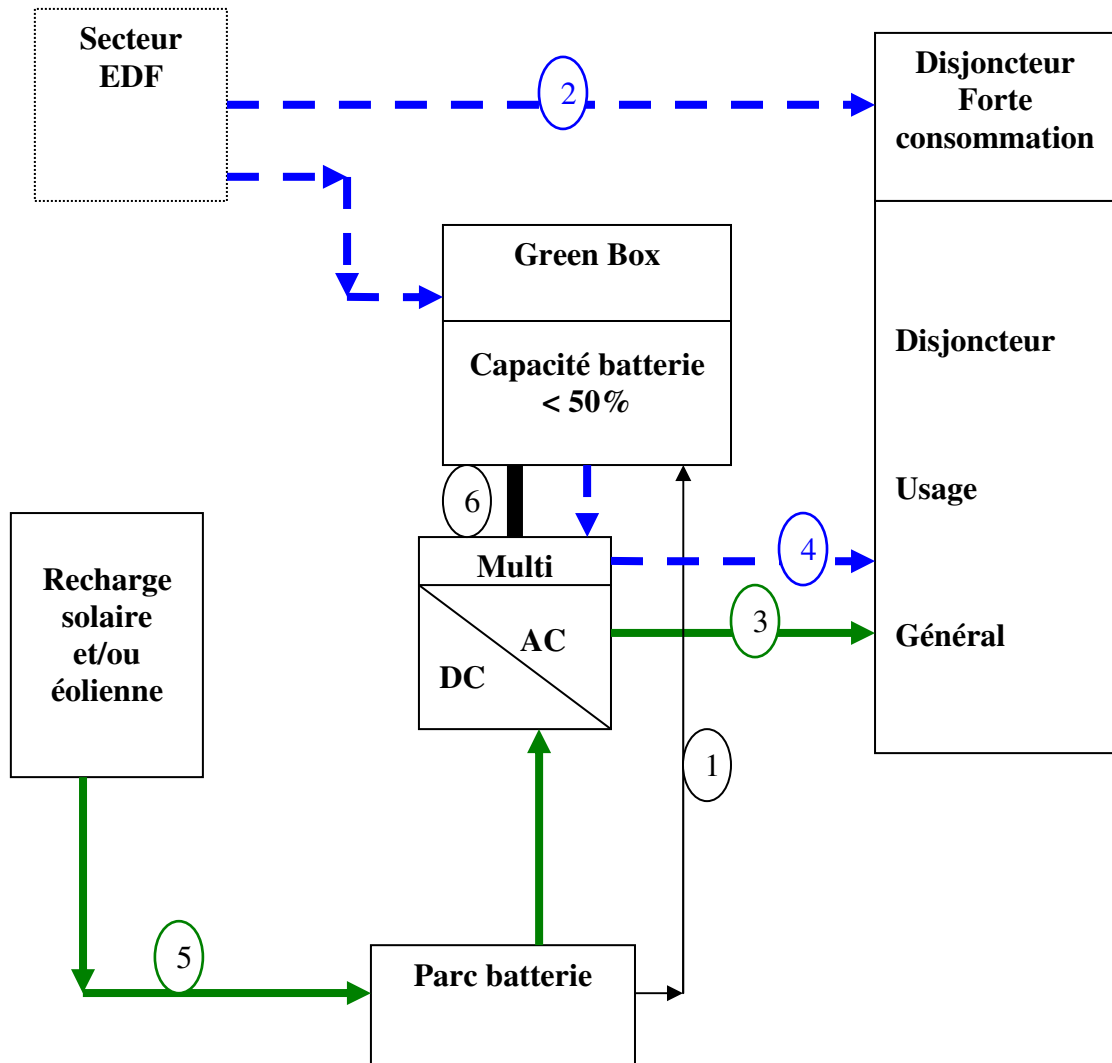 Secteur
EDF
2
Disjoncteur
Forte
consommation
Green Box
Capacité batterie
< 50%
Disjoncteur
Usage
Général
6
Multi
4
AC
DC
3
Recharge
solaire
et/ou
éolienne
1
5
Parc batterie